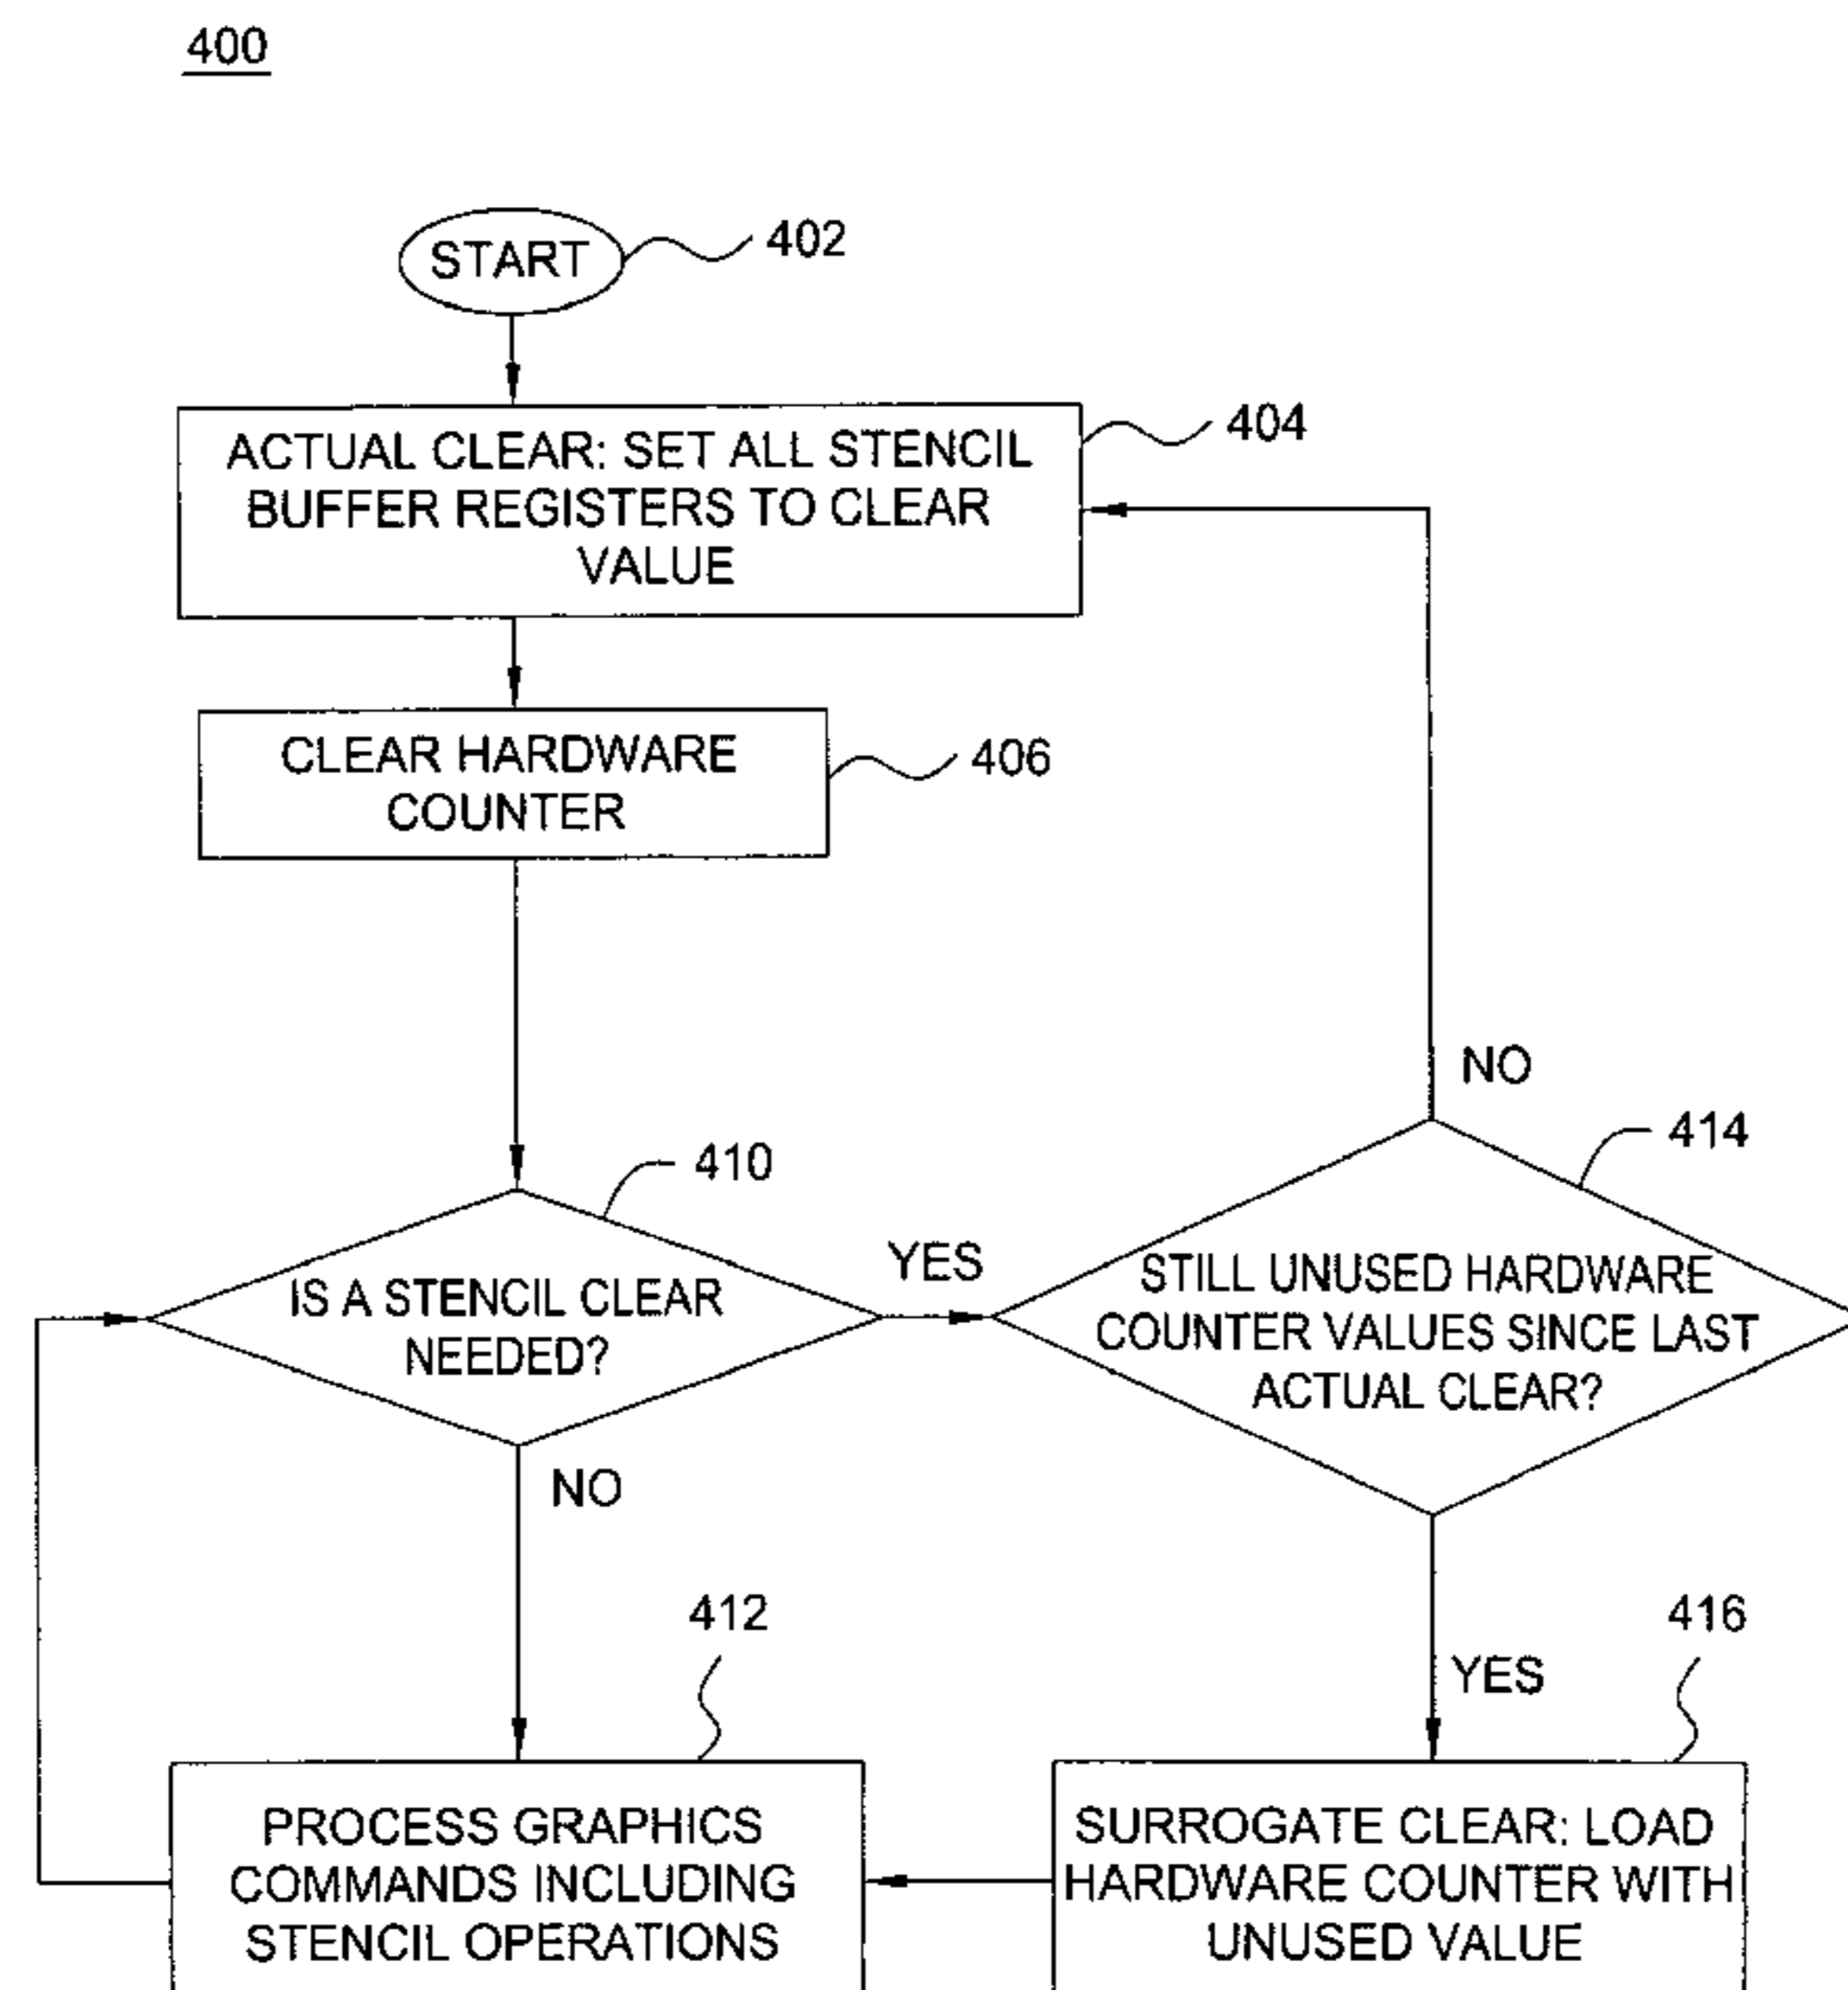 400
START
402
ACTUAL CLEAR: SET ALL STENCIL
BUFFER REGISTERS TO CLEAR
VALUE
404
CLEAR HARDWARE
COUNTER
406
NO
414
410
YES
IS A STENCIL CLEAR
NEEDED?
STILL UNUSED HARDWARE
COUNTER VALUES SINCE LAST
ACTUAL CLEAR?
NO
412
416
YES
PROCESS GRAPHICS
COMMANDS INCLUDING
STENCIL OPERATIONS
SURROGATE CLEAR: LOAD
HARDWARE COUNTER WITH
UNUSED VALUE